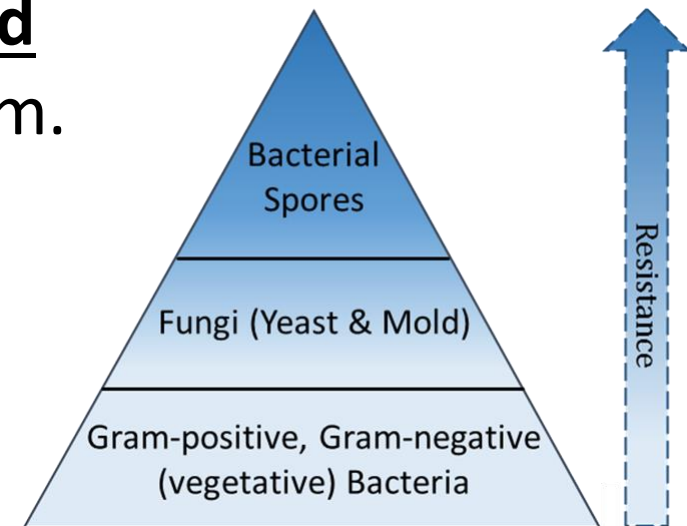 d
m.
Bacterial
Spores
Fungi (Yeast & Mold)
Gram-positive, Gram-negative
(vegetative) Bacteria
Resistance